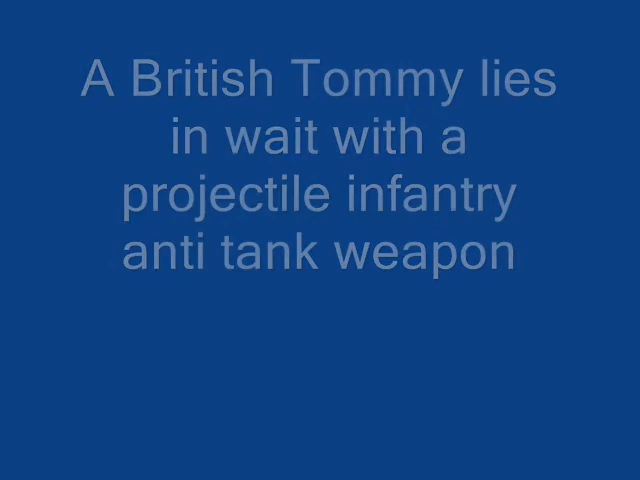 A British Tommy lies
in wait with a
projectile infantry
anti tank weapon